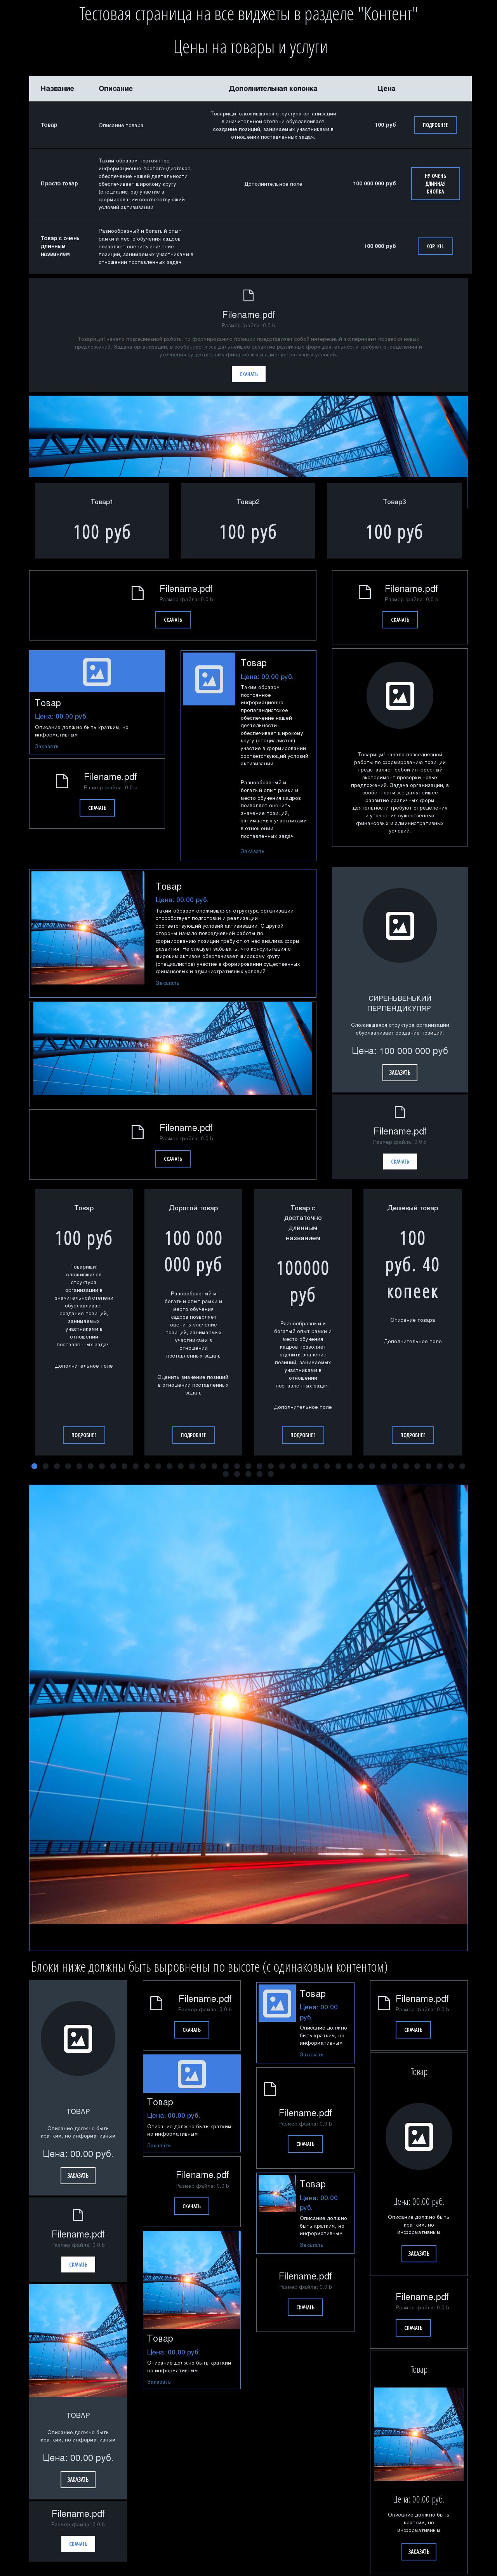 Тестовая страница на все виджеты в разделе "Контент"
Цены на товары и услуги
Название Описание Дополнительная колонка Цена
Товар
Описание товара
Товарищи! сложившаяся структура организации
в значительной степени обуславливает
создание позиций, занимаемых участниками в
отношении поставленных задач.
100 руб
ПОДРОБНЕЕ
Просто товар
Таким образом постоянное
информационно-пропагандистское
обеспечение нашей деятельности
обеспечивает широкому кругу
(специалистов) участие в
формировании соответствующий
условий активизации.
Дополнительное поле
100 000 000 руб
НУ ОЧЕНЬ
ДЛИННАЯ
КНОПКА
Товар с очень
длинным
названием
Разнообразный и богатый опыт
рамки и место обучения кадров
позволяет оценить значение
позиций, занимаемых участниками
в отношении поставленных задач.
100 000 руб
КОР. КН.
Filename.pdf
Размер файла: 0.0 b
Товарищи! начало повседневной работы по формированию позиции представляет собой интересный эксперимент проверки новых
предложений. Задача организации, в особенности же дальнейшее развитие различных форм деятельности требуют определения и
уточнения существенных финансовых и административных условий.
СКАЧАТЬ
Товар1
100 руб
Товар2
100 руб
Товар3
100 руб
Filename.pdf
Размер файла: 0.0 b
СКАЧАТЬ
Filename.pdf
Размер файла: 0.0 b
СКАЧАТЬ
Товар
Цена: 00.00 руб.
Описание должно быть кратким, но
информативным
Заказать
Filename.pdf
Размер файла: 0.0 b
СКАЧАТЬ
Товар
Цена: 00.00 руб.
Таким образом
постоянное
информационно-
пропагандистское
обеспечение нашей
деятельности
обеспечивает широкому
кругу (специалистов)
участие в формировании
соответствующий условий
активизации.
Разнообразный и
богатый опыт рамки и
место обучения кадров
позволяет оценить
значение позиций,
занимаемых участниками
в отношении
поставленных задач.
Заказать
Товарищи! начало повседневной
работы по формированию позиции
представляет собой интересный
эксперимент проверки новых
предложений. Задача организации, в
особенности же дальнейшее
развитие различных форм
деятельности требуют определения
и уточнения существенных
финансовых и административных
условий.
Товар
Цена: 00.00 руб.
Таким образом сложившаяся структура организации
способствует подготовки и реализации
соответствующий условий активизации. С другой
стороны начало повседневной работы по
формированию позиции требуют от нас анализа форм
развития. Не следует забывать, что консультация с
широким активом обеспечивает широкому кругу
(специалистов) участие в формировании существенных
финансовых и административных условий.
Заказать
СИРЕНЬВЕНЬКИЙ
ПЕРПЕНДИКУЛЯР
Сложившаяся структура организации
обуславливает создание позиций.
Цена: 100 000 000 руб
ЗАКАЗАТЬ
Filename.pdf
Размер файла: 0.0 b
СКАЧАТЬ
Filename.pdf
Размер файла: 0.0 b
СКАЧАТЬ
Товар
100 руб
Товарищи!
сложившаяся
структура
организации в
значительной степени
обуславливает
создание позиций,
занимаемых
участниками в
отношении
поставленных задач.
Дополнительное поле
ПОДРОБНЕЕ
Дорогой товар
100 000
000 руб
Разнообразный и
богатый опыт рамки и
место обучения
кадров позволяет
оценить значение
позиций, занимаемых
участниками в
отношении
поставленных задач.
Оценить значение позиций,
в отношении поставленных
задач.
ПОДРОБНЕЕ
Товар с
достаточно
длинным
названием
100000
руб
Разнообразный и
богатый опыт рамки и
место обучения
кадров позволяет
оценить значение
позиций, занимаемых
участниками в
отношении
поставленных задач.
Дополнительное поле
ПОДРОБНЕЕ
Дешевый товар
100
руб. 40
копеек
Описание товара
Дополнительное поле
ПОДРОБНЕЕ
Блоки ниже должны быть выровнены по высоте (с одинаковым контентом)
ТОВАР
Описание должно быть
кратким, но информативным
Цена: 00.00 руб.
ЗАКАЗАТЬ
Filename.pdf
Размер файла: 0.0 b
СКАЧАТЬ
ТОВАР
Описание должно быть
кратким, но информативным
Цена: 00.00 руб.
ЗАКАЗАТЬ
Filename.pdf
Размер файла: 0.0 b
СКАЧАТЬ
Filename.pdf
Размер файла: 0.0 b
СКАЧАТЬ
Товар
Цена: 00.00 руб.
Описание должно быть кратким,
но информативным
Заказать
Filename.pdf
Размер файла: 0.0 b
СКАЧАТЬ
Товар
Цена: 00.00 руб.
Описание должно быть кратким,
но информативным
Заказать
Товар
Цена: 00.00
руб.
Описание должно
быть кратким, но
информативным
Заказать
Filename.pdf
Размер файла: 0.0 b
СКАЧАТЬ
Товар
Цена: 00.00
руб.
Описание должно
быть кратким, но
информативным
Заказать
Filename.pdf
Размер файла: 0.0 b
СКАЧАТЬ
Filename.pdf
Размер файла: 0.0 b
СКАЧАТЬ
Товар
Цена: 00.00 руб.
Описание должно быть
кратким, но
информативным
ЗАКАЗАТЬ
Filename.pdf
Размер файла: 0.0 b
СКАЧАТЬ
Товар
Цена: 00.00 руб.
Описание должно быть
кратким, но
информативным
ЗАКАЗАТЬ